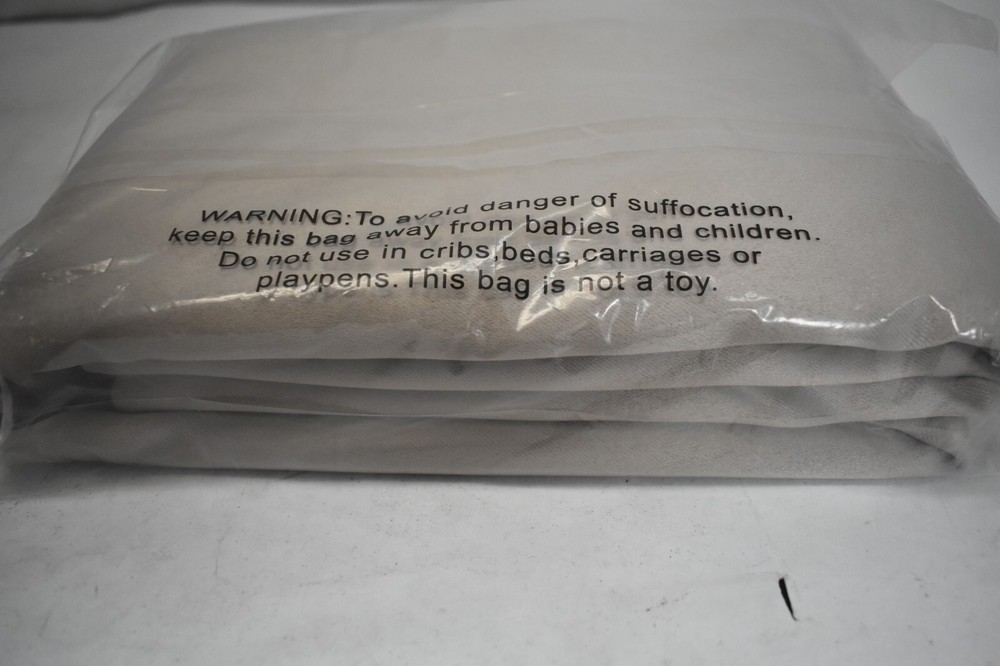 WARNING:To avoid danger of suffocation,
keep this bag away from babies and children.
Do not use in cribs,beds,carriages or
playpens.This bag is not a toy.